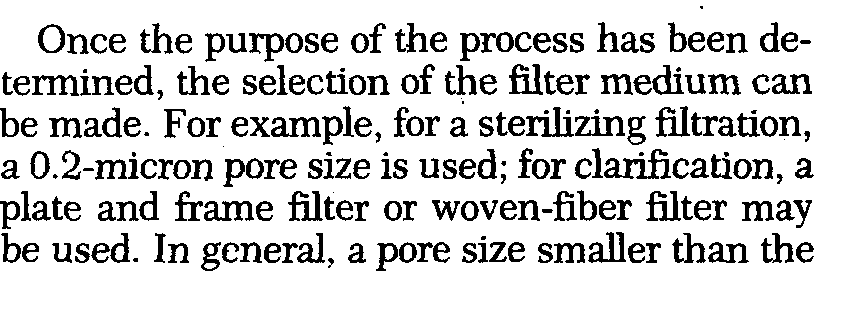 Once the purpose of the process has been de-
termined, the selection of the filter medium can
be made. For example, for a sterilizing filtration,
a 0.2-micron pore size is used; for clarification, a
plate and frame filter or woven-fiber filter may
be used. In general, a pore size smaller than the